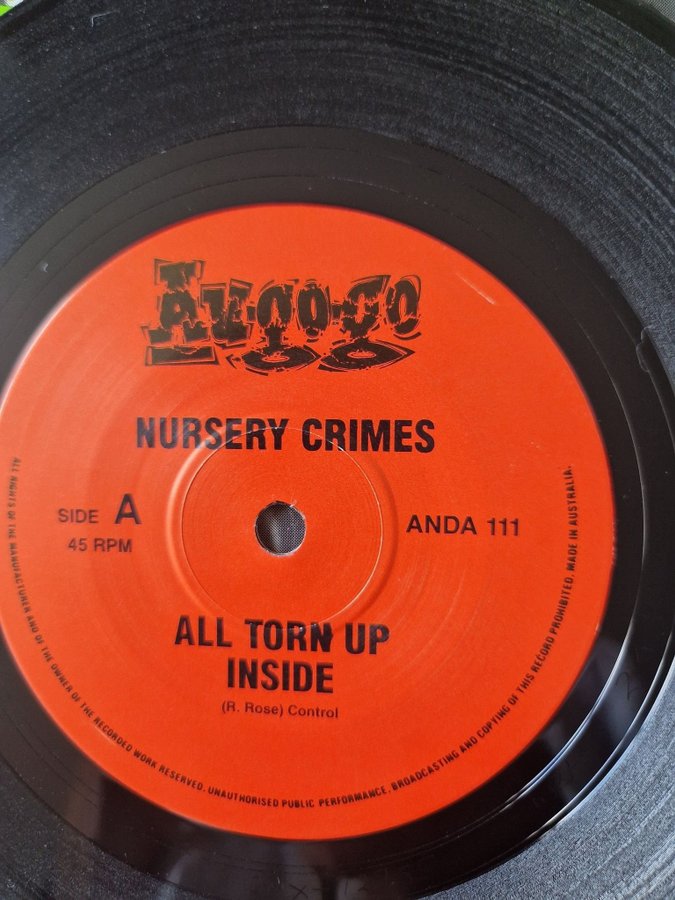 Au-go-go
NURSERY CRIMES
SIDE A
45 RPM
ANDA 111
ALL TORN UP
INSIDE
(R. Rose) Control
ALL RIGHTS OF THE MANUFACTURER AND OF THE OWNER OF THE RECORDED WORK RESERVED. UNAUTHORISED PUBLIC PERFORMANCE, BROADCASTING AND COPYING OF THIS RECORD PROHIBITED. MADE IN AUSTRALIA.